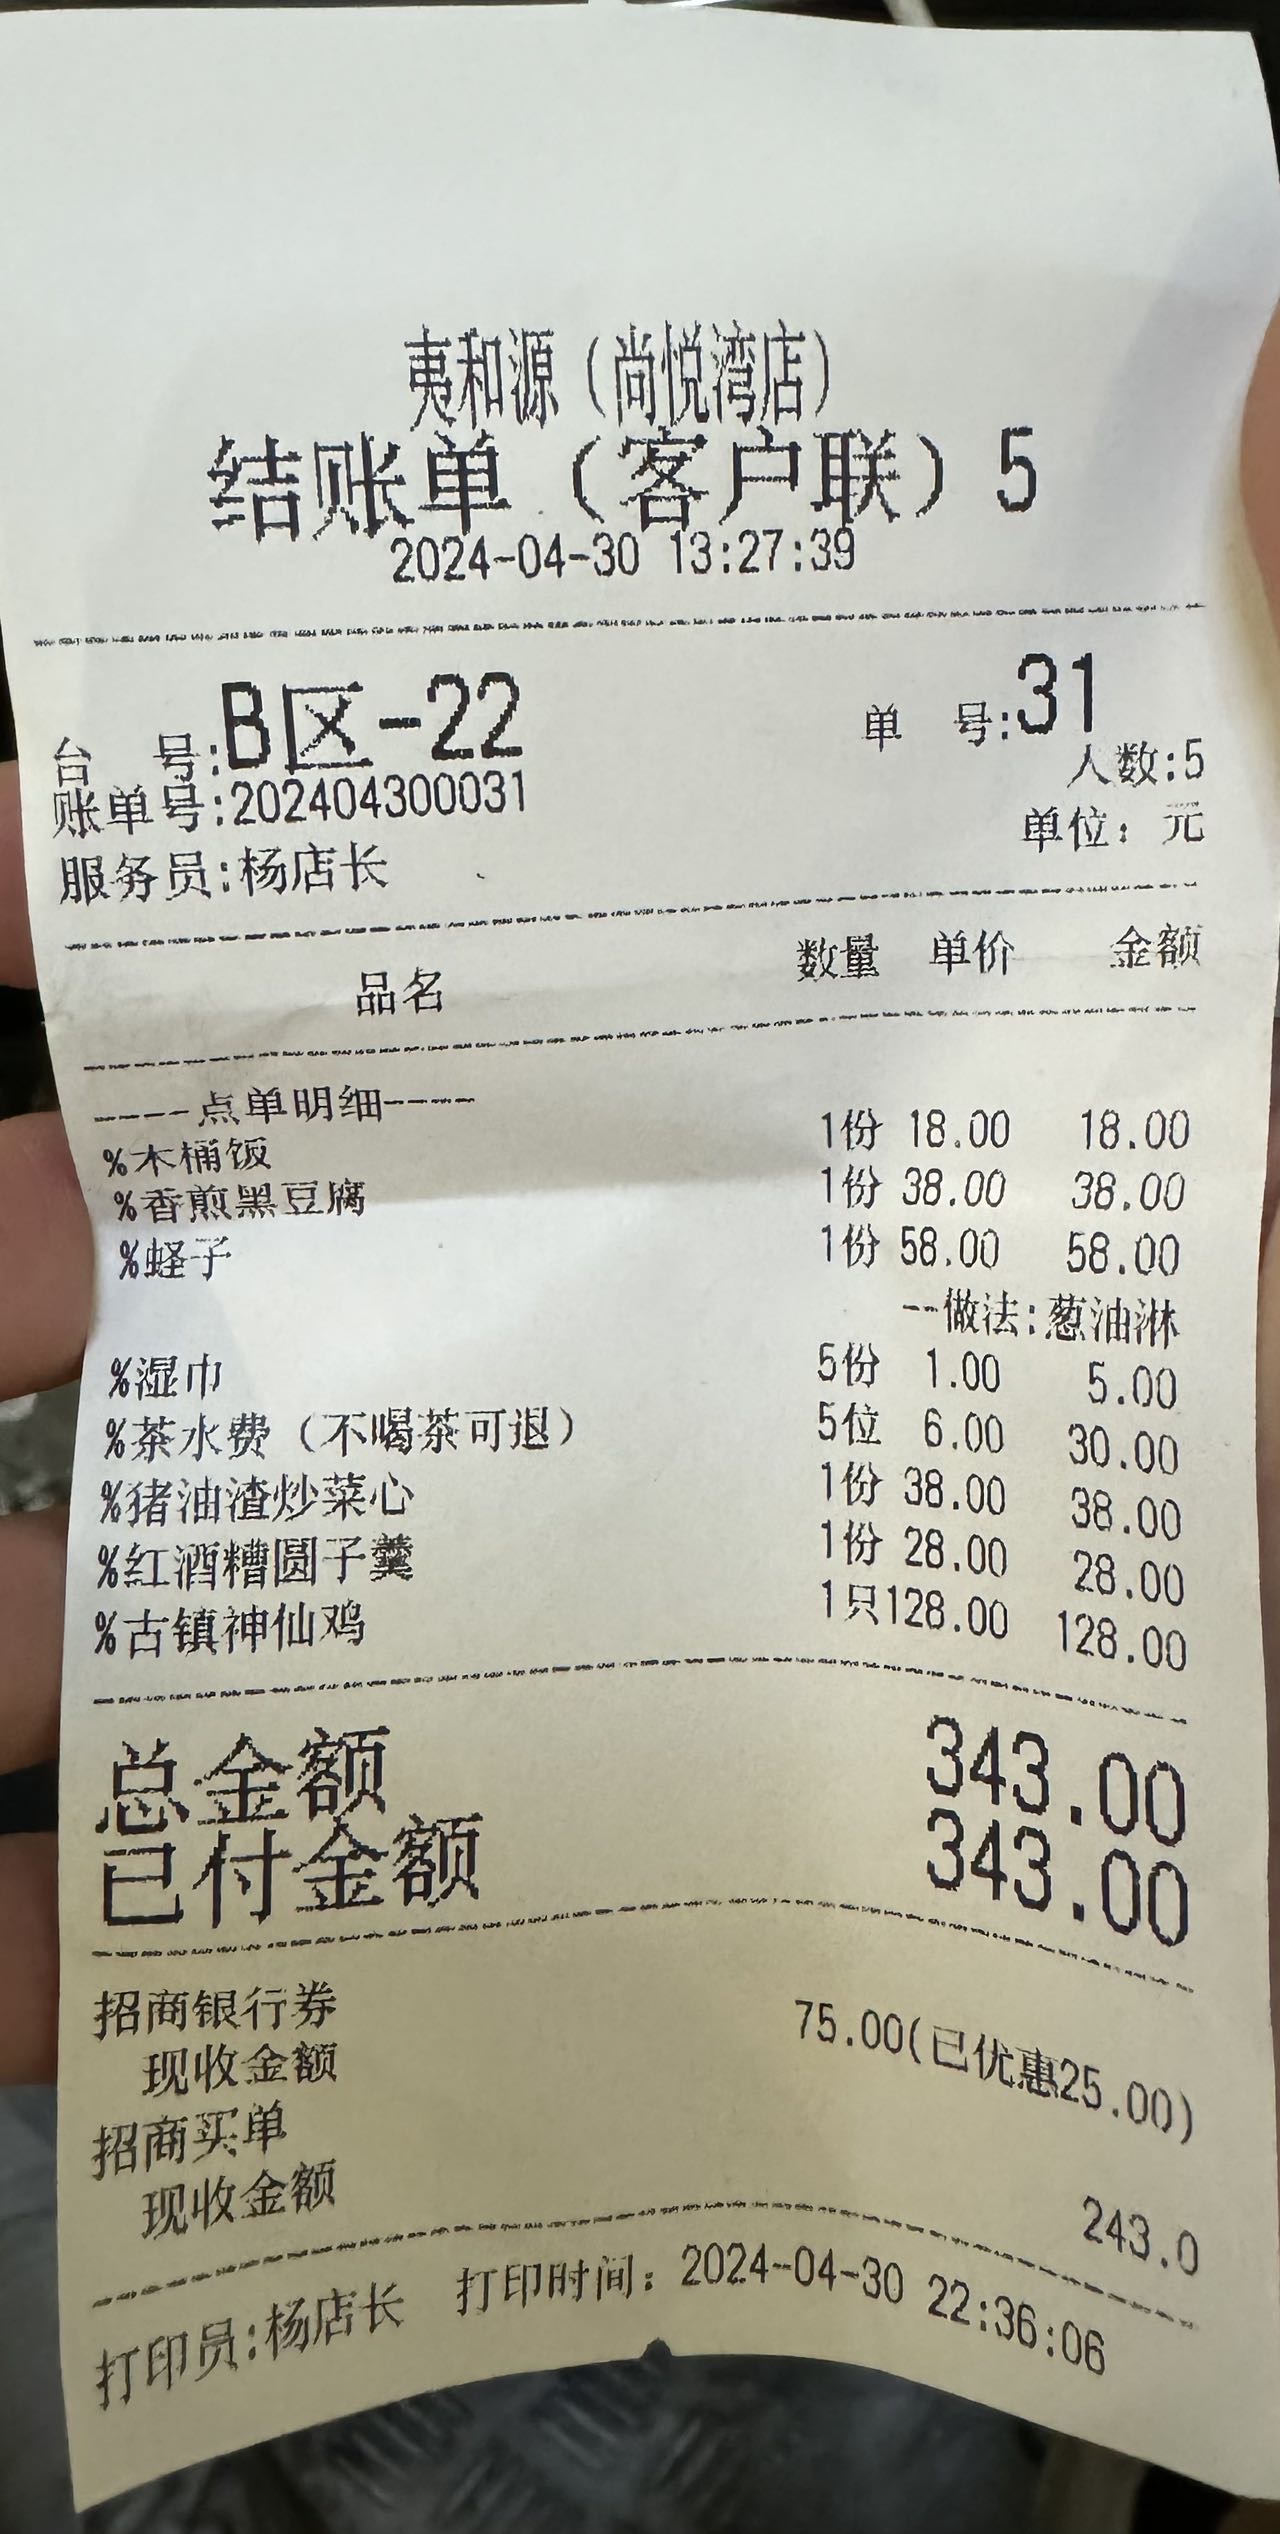 夷和源（尚悦湾店）
结账单（客户联）5
2024-04-30 13:27:39
台 号:B区-22 单 号:31
人数:5
账单号:202404300031
单位：元
服务员:杨店长
品名 数量 单价 金额
----点单明细----
%木桶饭 1份 18.00 18.00
%香煎黑豆腐 1份 38.00 38.00
%蛏子 1份 58.00 58.00
--做法:葱油淋
%湿巾 5份 1.00 5.00
%茶水费（不喝茶可退） 5位 6.00 30.00
%猪油渣炒菜心 1份 38.00 38.00
%红酒糟圆子羹 1份 28.00 28.00
%古镇神仙鸡 1只 128.00 128.00
总金额 343.00
已付金额 343.00
招商银行券
现收金额 75.00(已优惠25.00)
招商买单
现收金额 243.0
打印员:杨店长 打印时间：2024-04-30 22:36:06